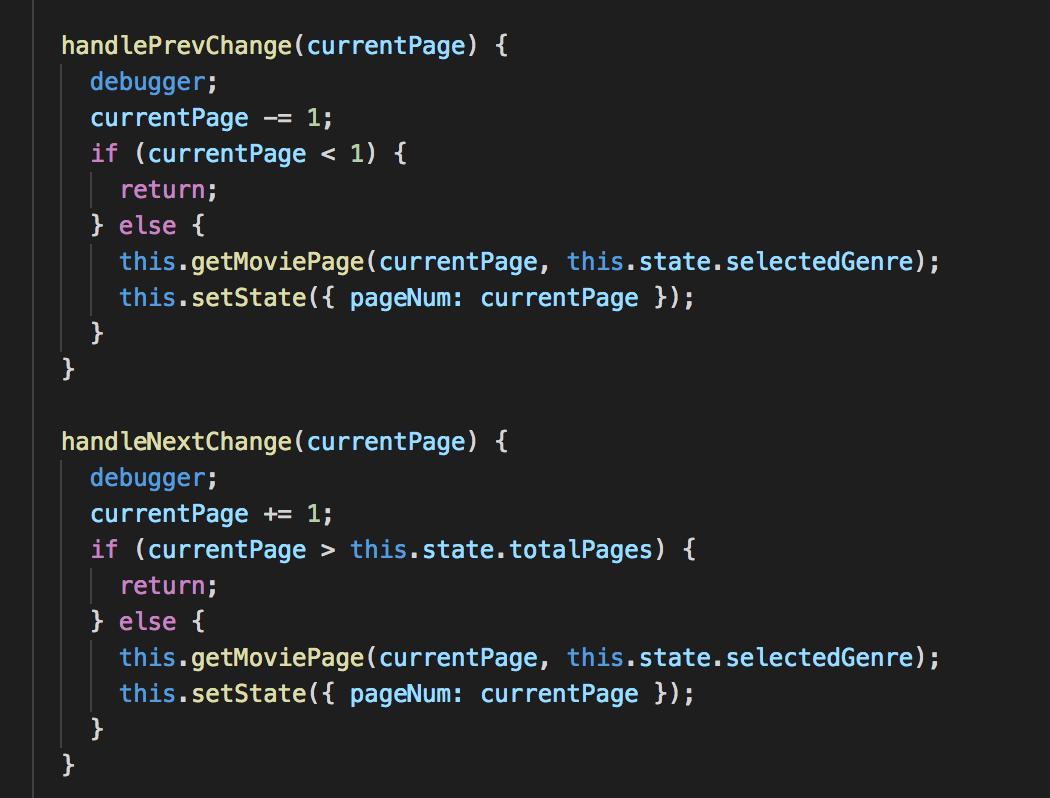 handlePrevChange(currentPage) {
  debugger;
  currentPage -= 1;
  if (currentPage < 1) {
    return;
  } else {
    this.getMoviePage(currentPage, this.state.selectedGenre);
    this.setState({ pageNum: currentPage });
  }
}

handleNextChange(currentPage) {
  debugger;
  currentPage += 1;
  if (currentPage > this.state.totalPages) {
    return;
  } else {
    this.getMoviePage(currentPage, this.state.selectedGenre);
    this.setState({ pageNum: currentPage });
  }
}